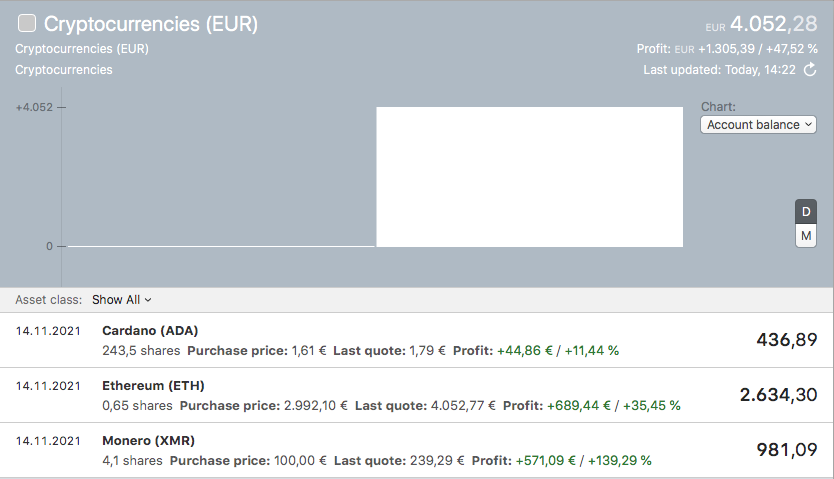 Cryptocurrencies (EUR)
EUR 4.052,28
Cryptocurrencies (EUR)
Profit: EUR +1.305,39 / +47,52 %
Cryptocurrencies
Last updated: Today, 14:22
+4.052
Chart:
Account balance
D
M
0
Asset class: Show All
14.11.2021 Cardano (ADA) 436,89
243,5 shares Purchase price: 1,61 € Last quote: 1,79 € Profit: +44,86 € / +11,44 %
14.11.2021 Ethereum (ETH) 2.634,30
0,65 shares Purchase price: 2.992,10 € Last quote: 4.052,77 € Profit: +689,44 € / +35,45 %
14.11.2021 Monero (XMR) 981,09
4,1 shares Purchase price: 100,00 € Last quote: 239,29 € Profit: +571,09 € / +139,29 %